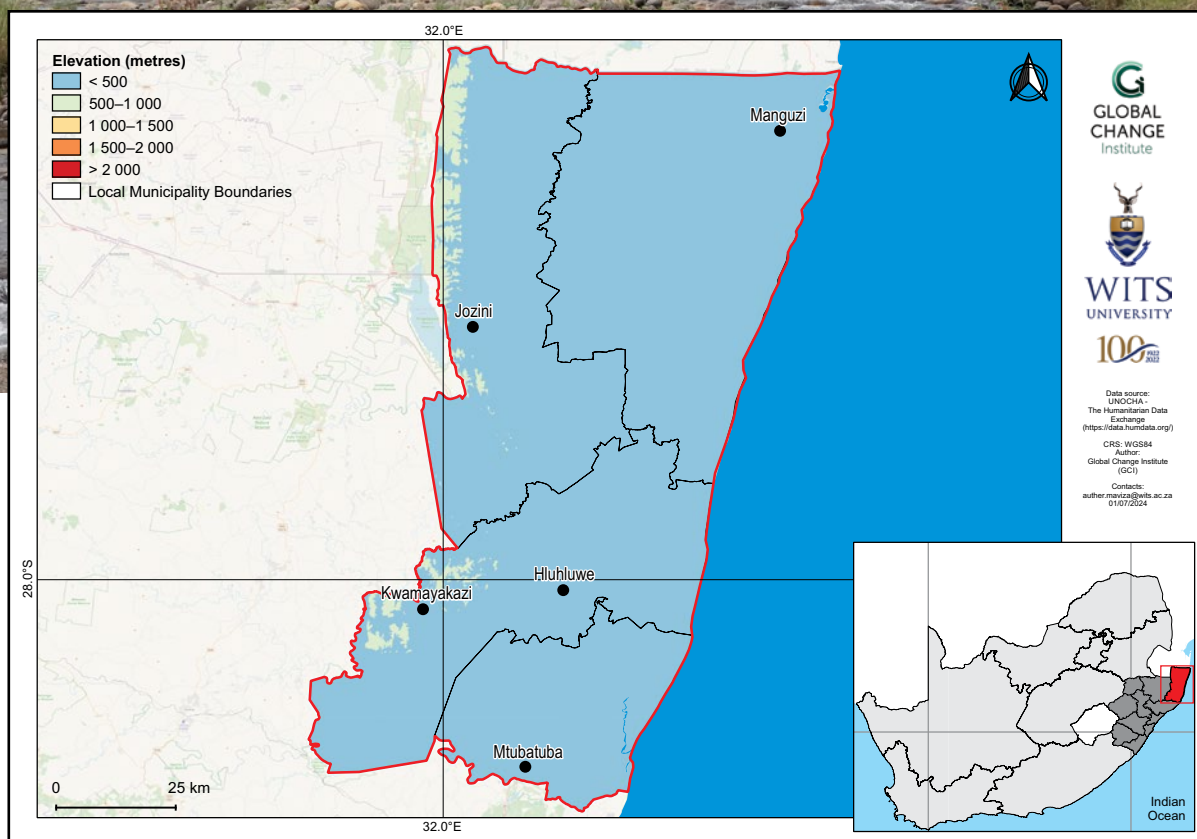 32.0°E
Elevation (metres)
< 500
500–1 000
1 000–1 500
1 500–2 000
> 2 000
Local Municipality Boundaries
Manguzi
Jozini
28.0°S
Hluhluwe
Kwamayakazi
Mtubatuba
0 25 km
32.0°E
GLOBAL
CHANGE
Institute
WITS
UNIVERSITY
100 1922
2022
Data source:
UNOCHA -
The Humanitarian Data
Exchange
(https://data.humdata.org/)
CRS: WGS84
Author:
Global Change Institute
(GCI)
Contacts:
auther.maviza@wits.ac.za
01/07/2024
Indian
Ocean